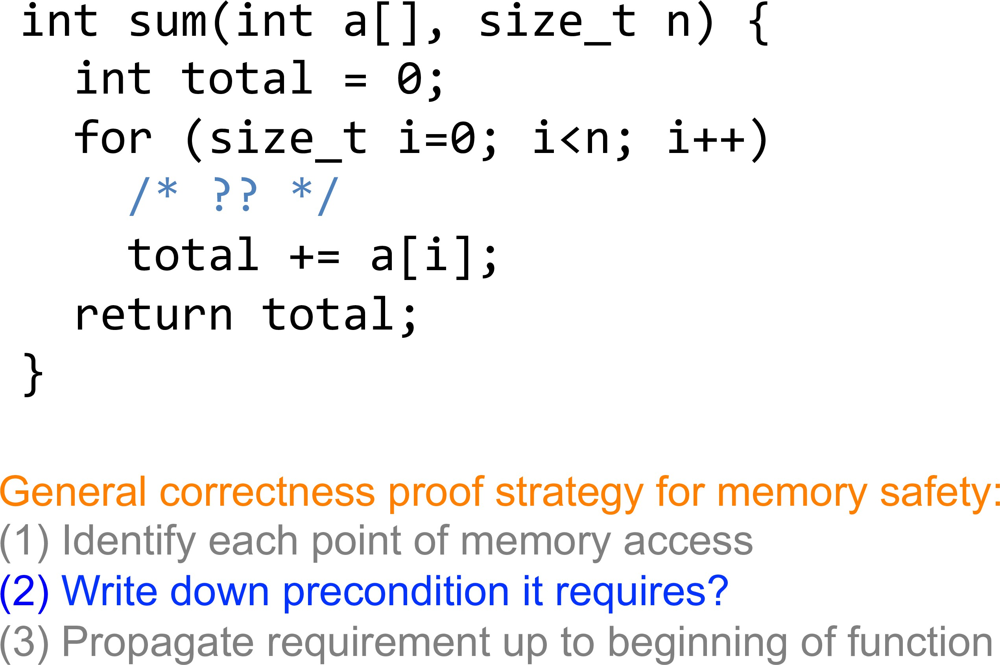 int sum(int a[], size_t n) {
int total = 0;
for (size_t i=0; i<n; i++)
/* ?? */
total += a[i];
return total;
}
General correctness proof strategy for memory safety:
(1) Identify each point of memory access
(2) Write down precondition it requires?
(3) Propagate requirement up to beginning of function